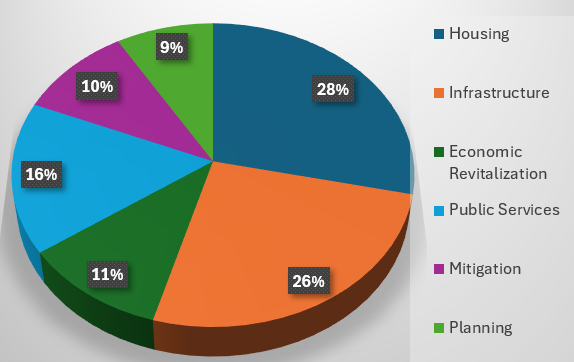 9%
10%
28%
16%
11%
26%
Housing
Infrastructure
Economic
Revitalization
Public Services
Mitigation
Planning